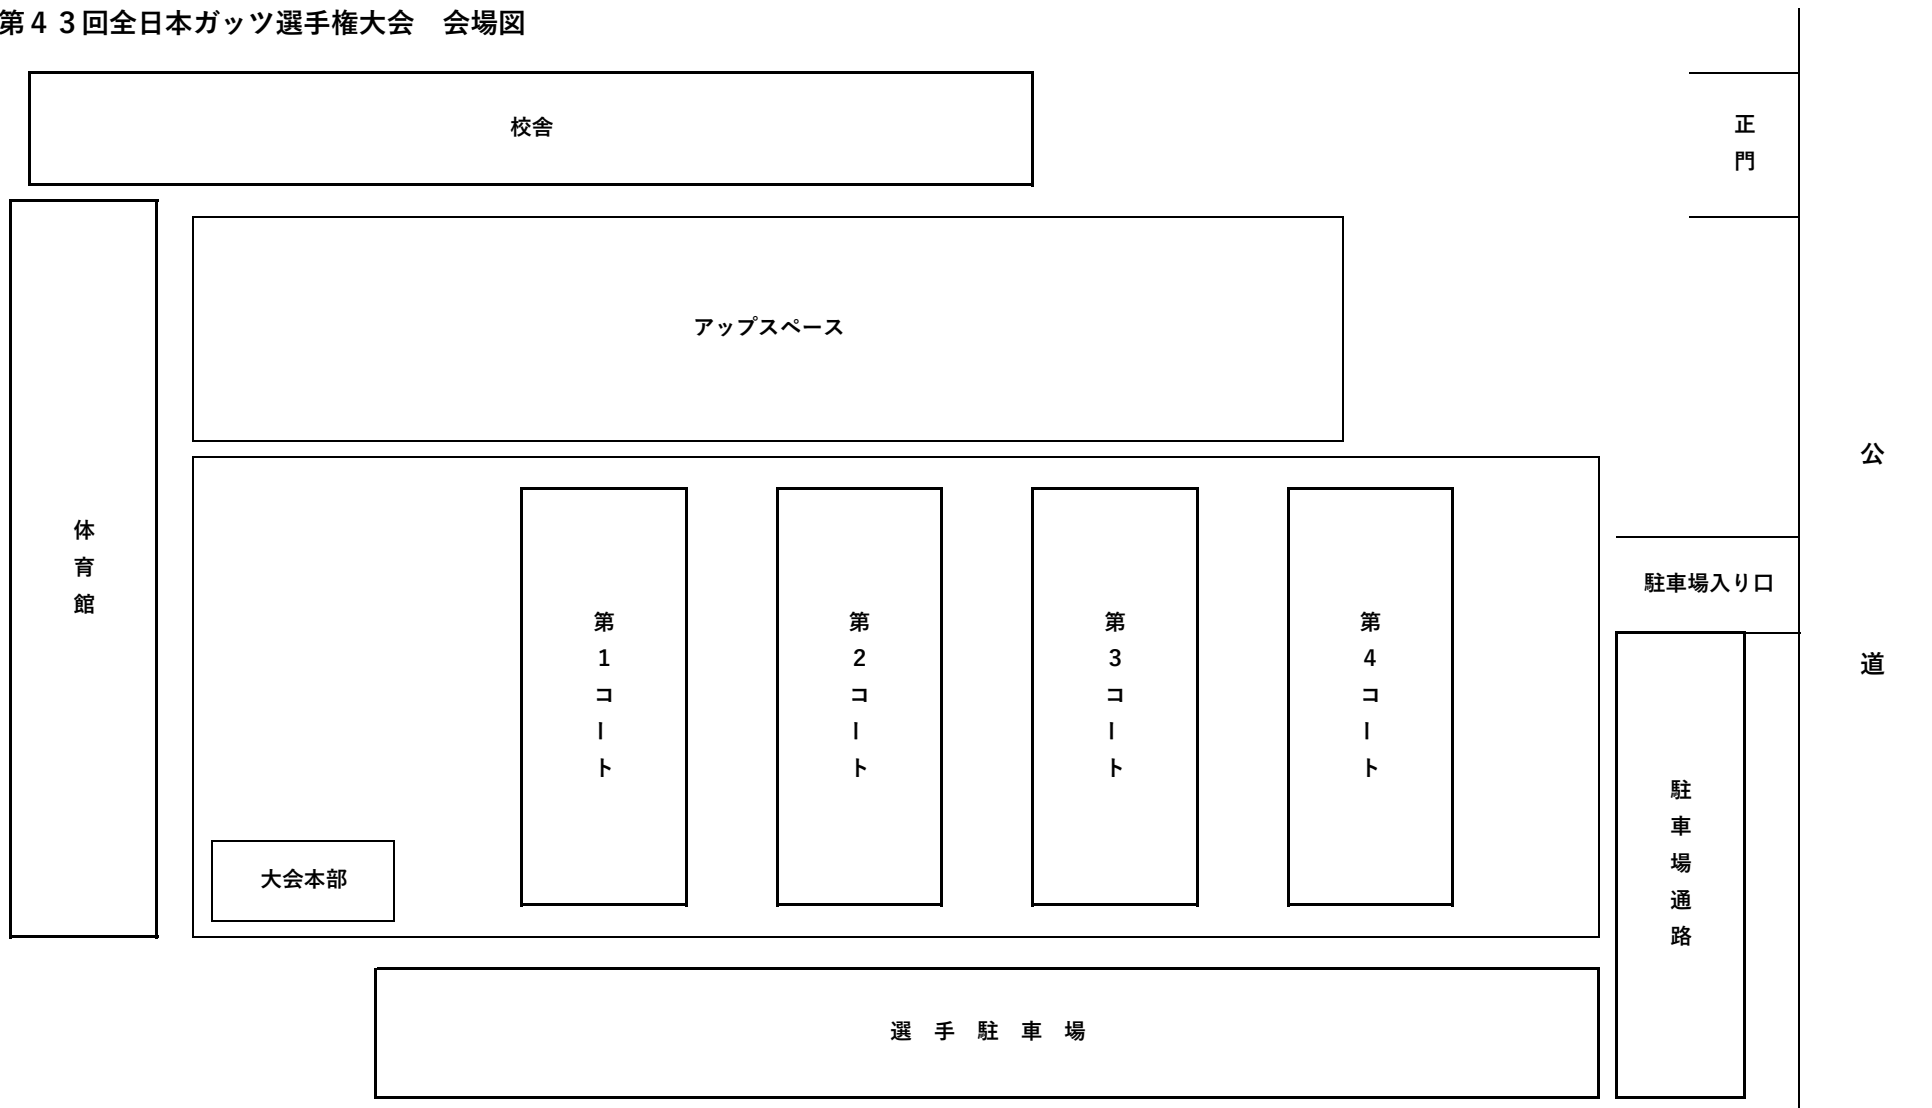 第４３回全日本ガッツ選手権大会　会場図
校舎
正門
アップスペース
体育館
公道
駐車場入り口
第1コート
第2コート
第3コート
第4コート
駐車場通路
大会本部
選　手　駐　車　場